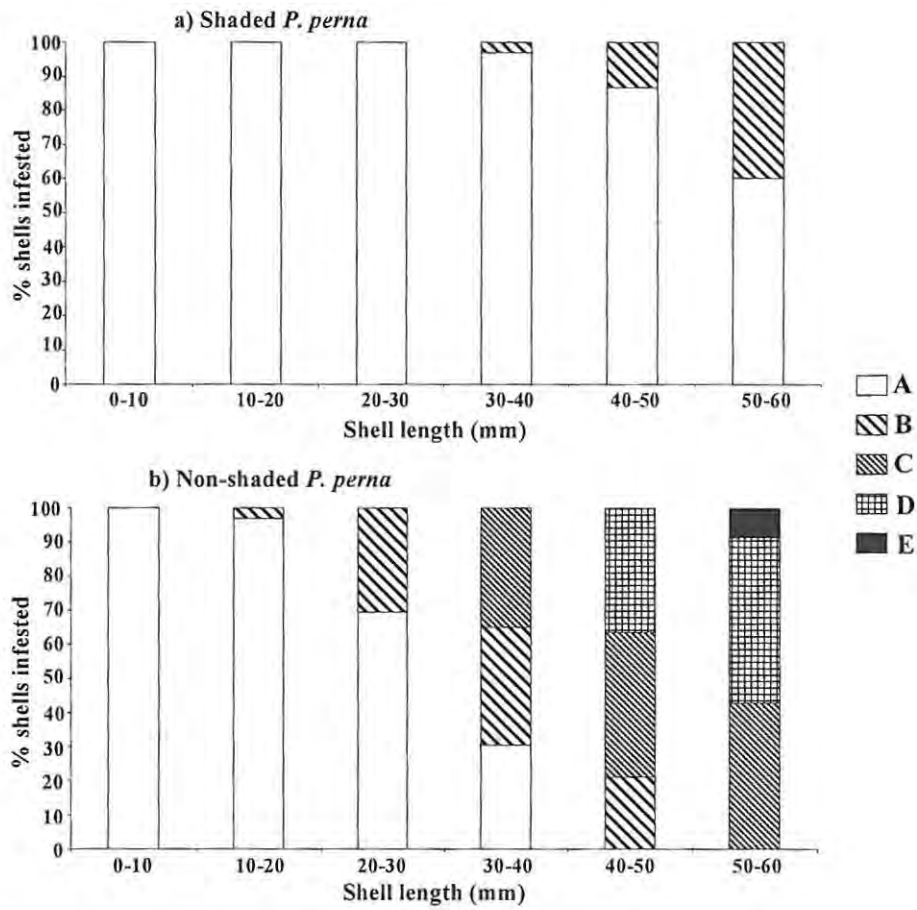 a) Shaded P. perna
100
90
80
70
60
50
40
30
20
10
0
% shells infested
0-10 10-20 20-30 30-40 40-50 50-60
Shell length (mm)
A
B
C
D
E
b) Non-shaded P. perna
100
90
80
70
60
50
40
30
20
10
0
% shells infested
0-10 10-20 20-30 30-40 40-50 50-60
Shell length (mm)